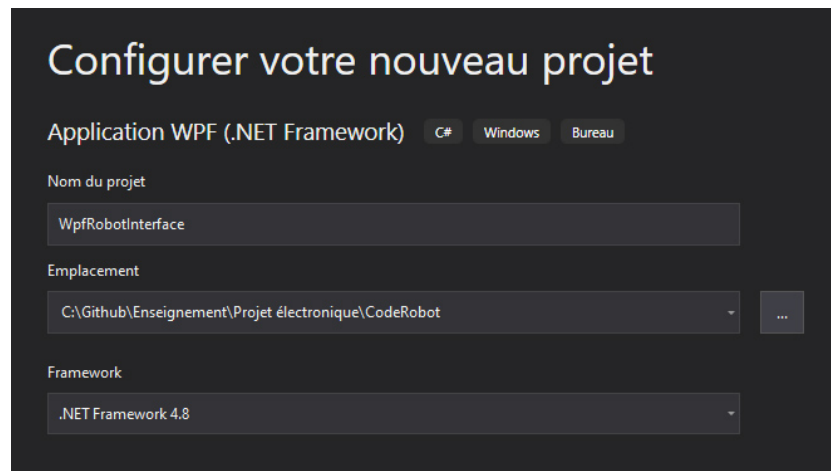 Configurer votre nouveau projet
Application WPF (.NET Framework) C# Windows Bureau
Nom du projet
WpfRobotInterface
Emplacement
C:\Github\Enseignement\Projet électronique\CodeRobot
...
Framework
.NET Framework 4.8